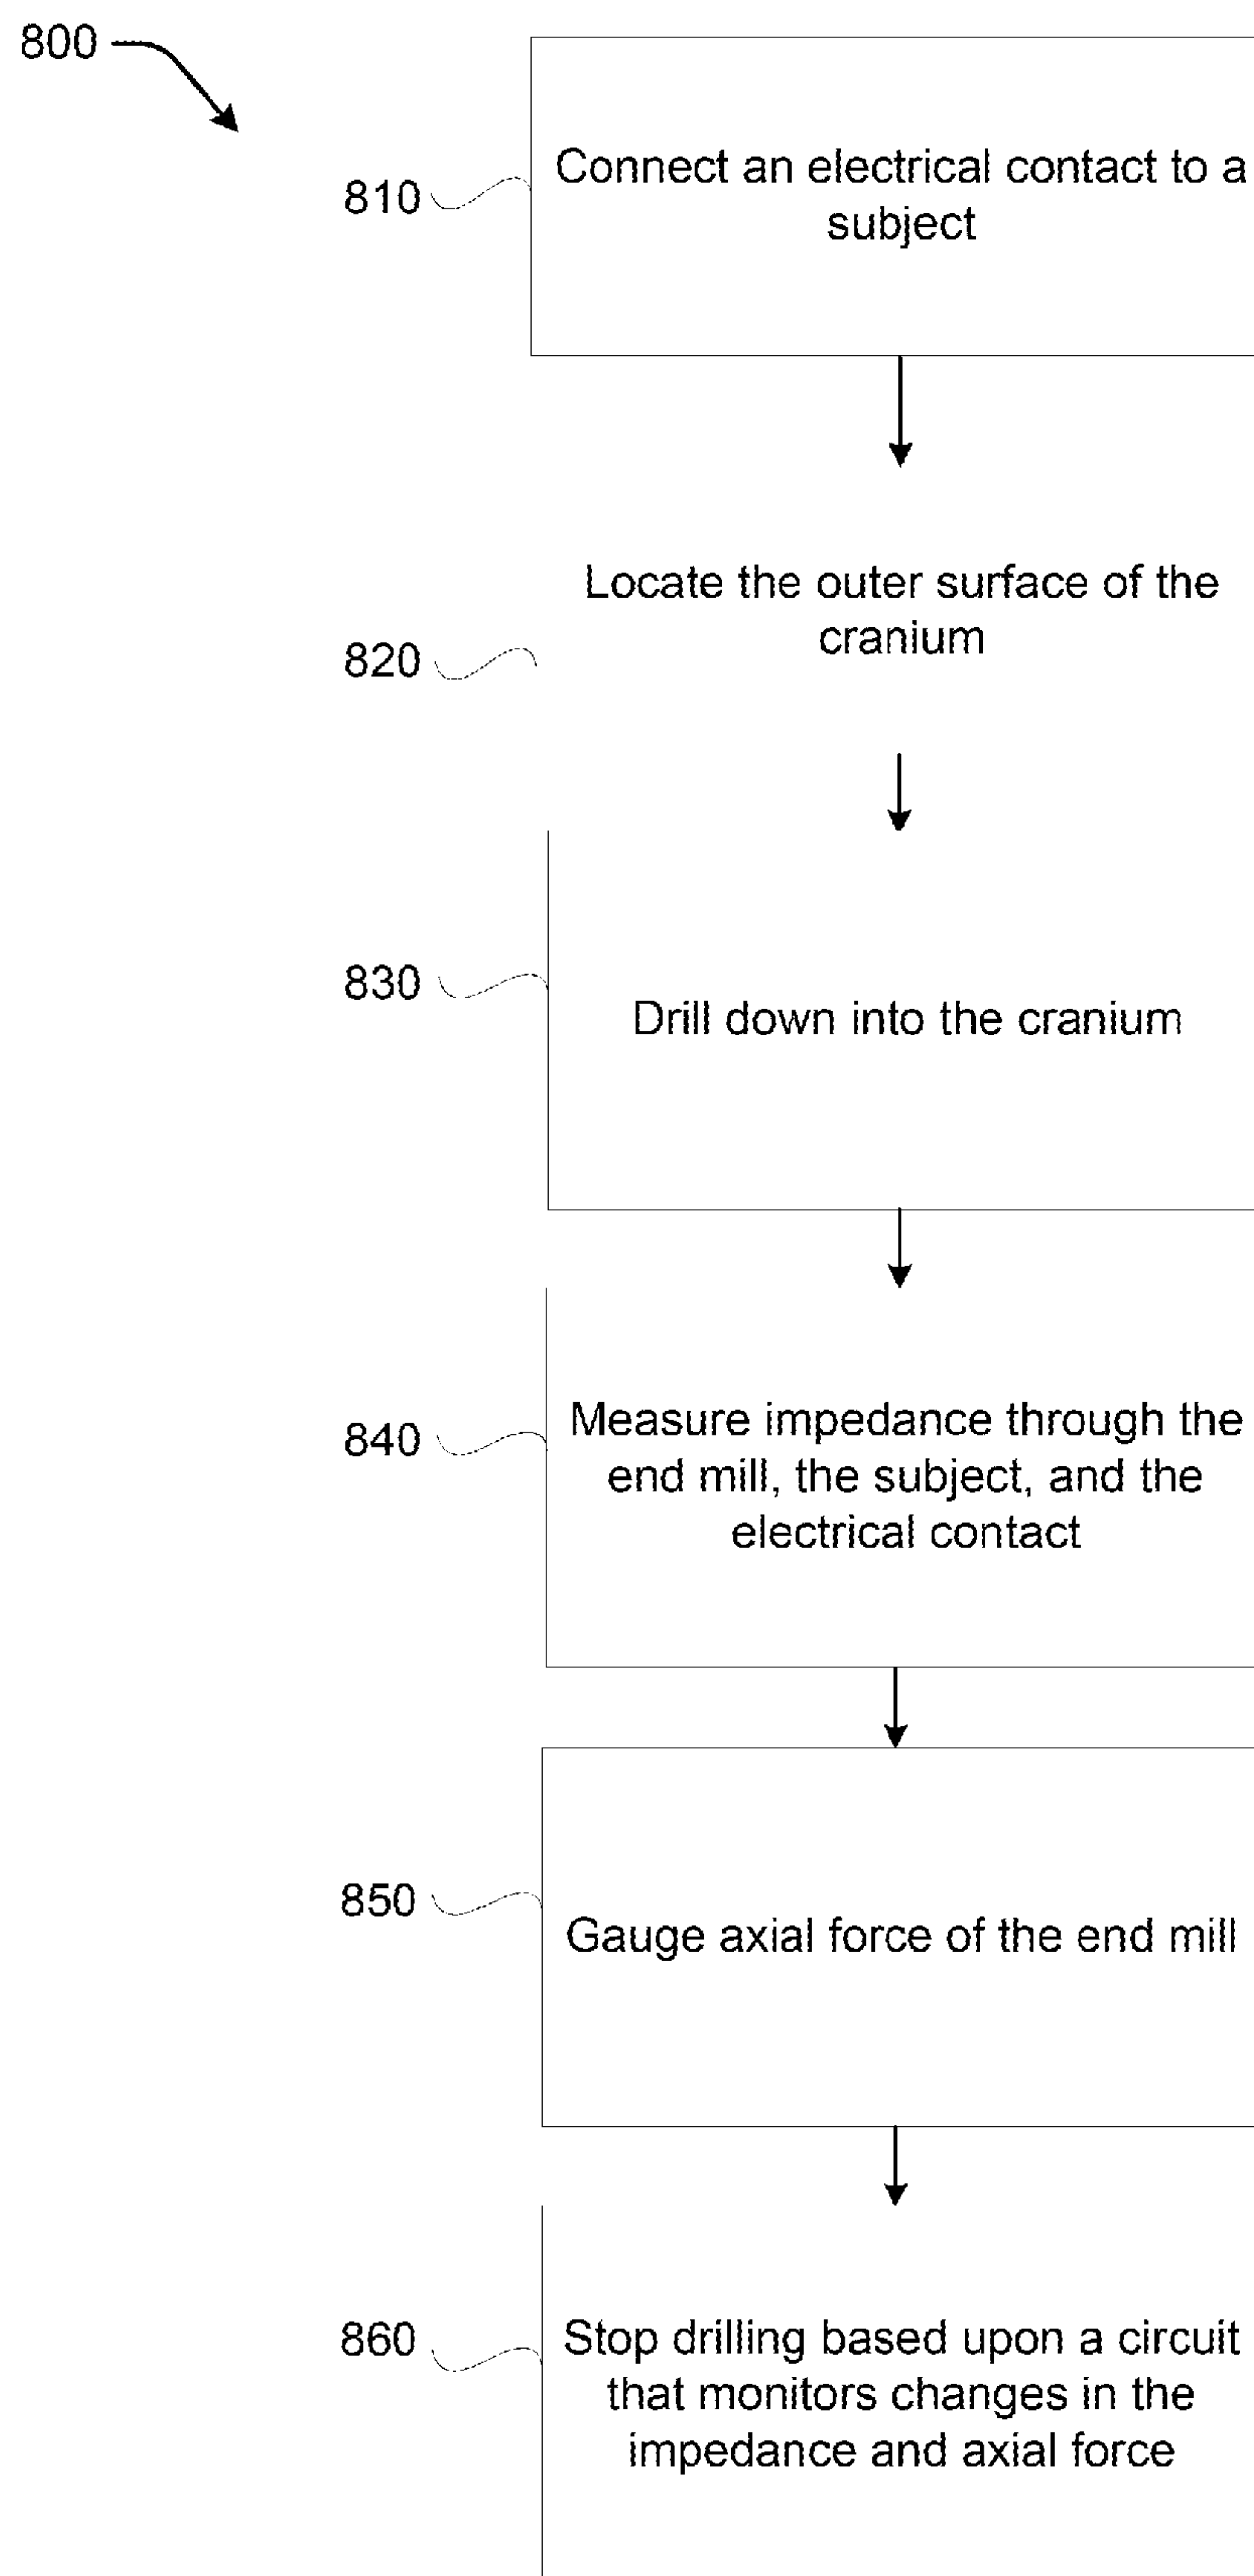 800
810
Connect an electrical contact to a
subject
820
Locate the outer surface of the
cranium
830
Drill down into the cranium
840
Measure impedance through the
end mill, the subject, and the
electrical contact
850
Gauge axial force of the end mill
860
Stop drilling based upon a circuit
that monitors changes in the
impedance and axial force